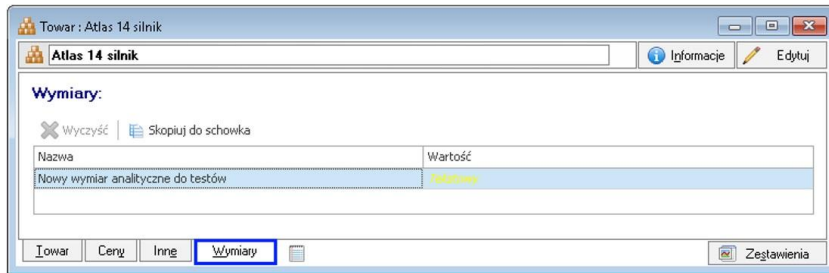 Towar : Atlas 14 silnik
Atlas 14 silnik
Informacje
Edytuj
Wymiary:
Wyczyść
Skopiuj do schowka
Nazwa
Wartość
Nowy wymiar analityczne do testów
Towar
Ceny
Inne
Wymiary
Zestawienia